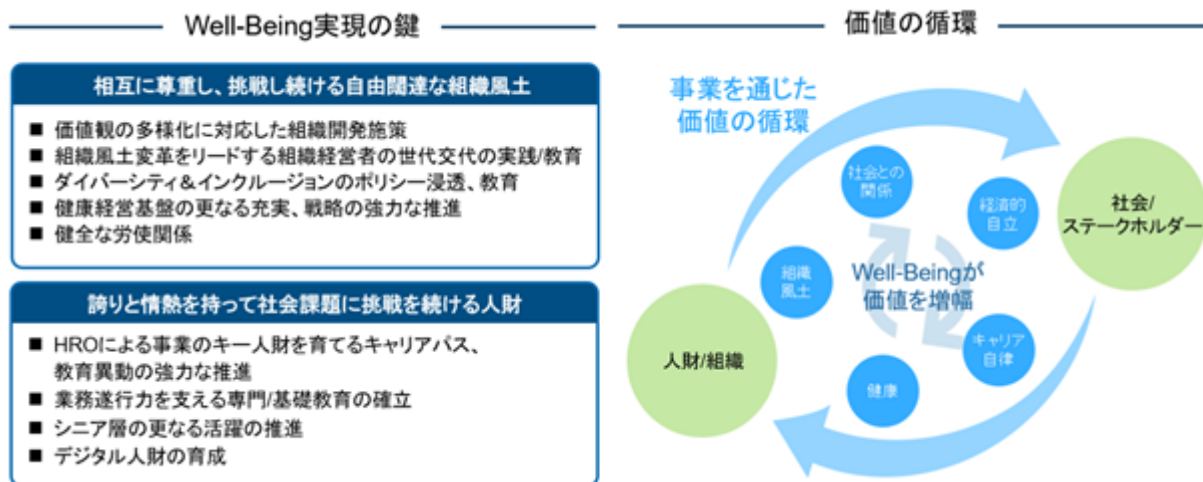 Well-Being実現の鍵
相互に尊重し、挑戦し続ける自由闊達な組織風土
■ 価値観の多様化に対応した組織開発施策
■ 組織風土変革をリードする組織経営者の世代交代の実践/教育
■ ダイバーシティ&インクルージョンのポリシー浸透、教育
■ 健康経営基盤の更なる充実、戦略の強力な推進
■ 健全な労使関係
誇りと情熱を持って社会課題に挑戦を続ける人財
■ HROによる事業のキー人財を育てるキャリアパス、
教育異動の強力な推進
■ 業務遂行力を支える専門/基礎教育の確立
■ シニア層の更なる活躍の推進
■ デジタル人財の育成
価値の循環
事業を通じた
価値の循環
社会との
関係
経済的
自立
社会/
ステークホルダー
組織
風土
Well-Beingが
価値を増幅
キャリア
自律
人財/組織
健康